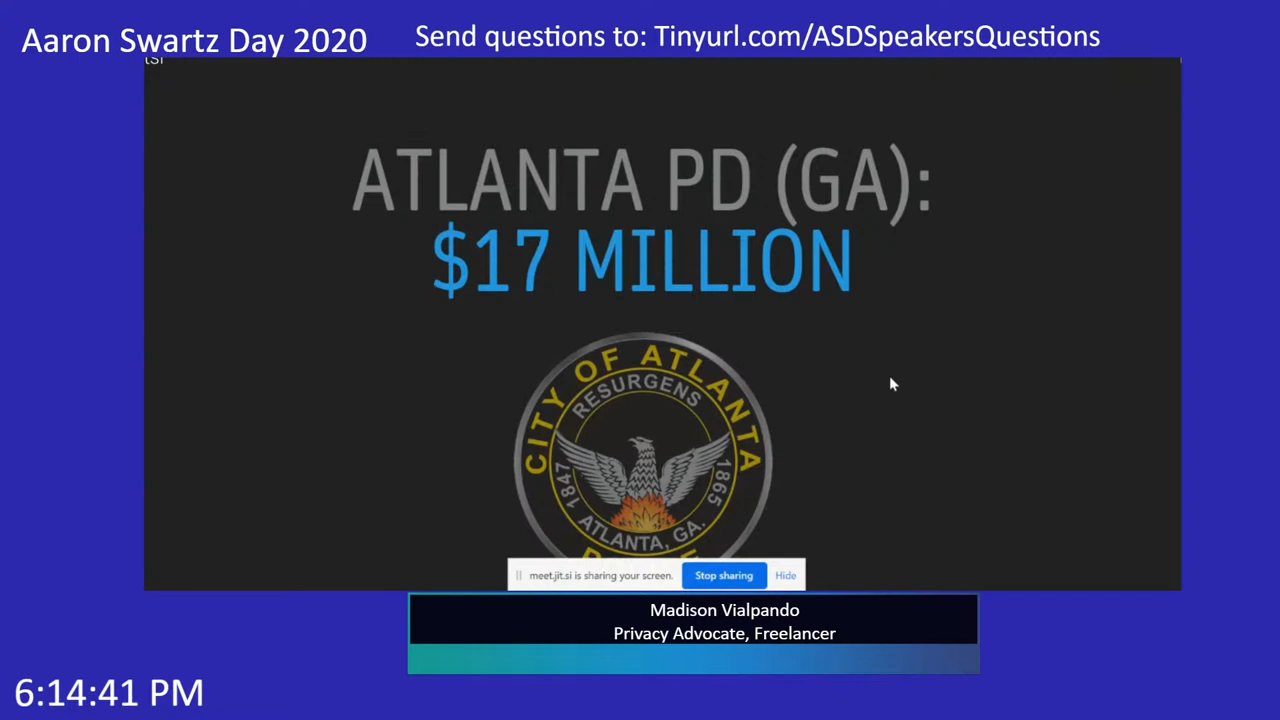 Aaron Swartz Day 2020
Send questions to: Tinyurl.com/ASDSpeakersQuestions
ATLANTA PD (GA):
$17 MILLION
CITY OF ATLANTA
RESURGENS
1847
1865
ATLANTA, GA.
meet.jit.si is sharing your screen.
Stop sharing
Hide
Madison Vialpando
Privacy Advocate, Freelancer
6:14:41 PM